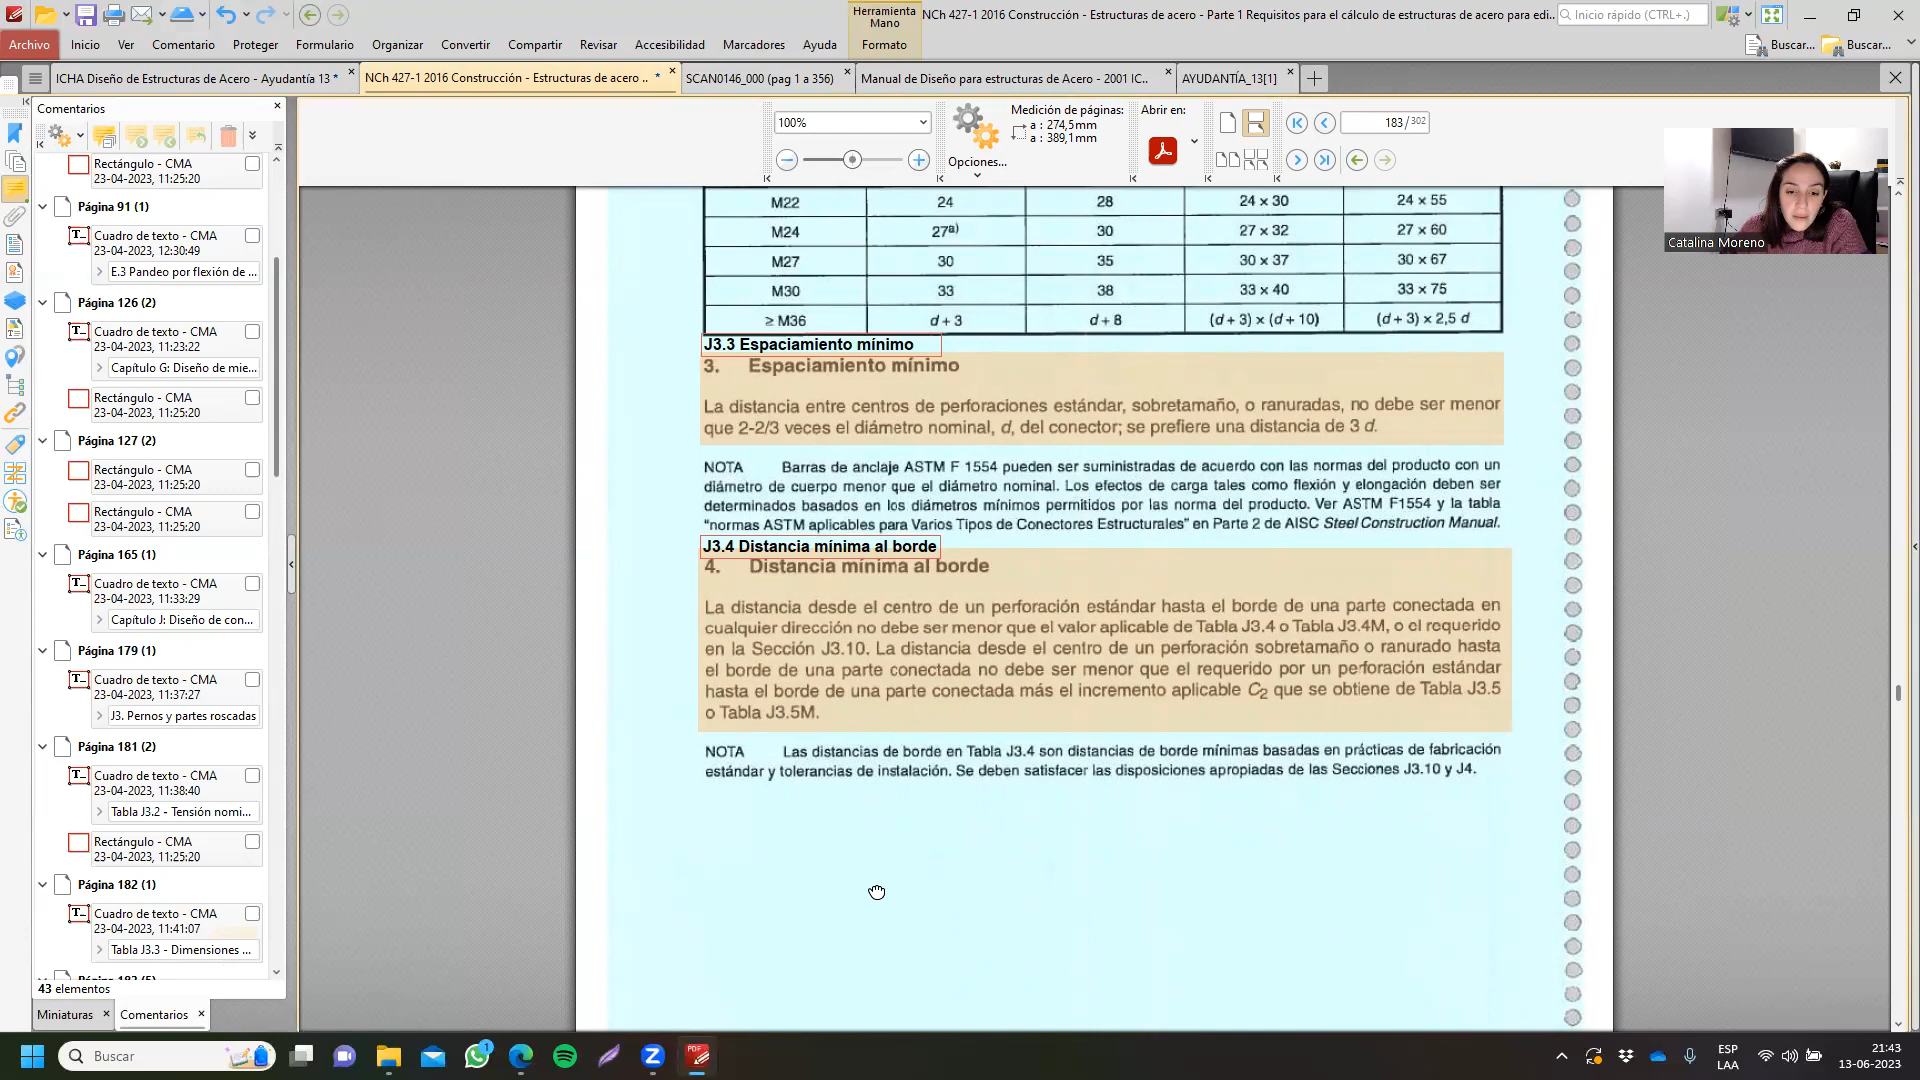 Herramienta
Mano
Formato
NCh 427-1 2016 Construcción - Estructuras de acero - Parte 1 Requisitos para el cálculo de estructuras de acero para edi..
Inicio rápido (CTRL+.)
Archivo
Inicio
Ver
Comentario
Proteger
Formulario
Organizar
Convertir
Compartir
Revisar
Accesibilidad
Marcadores
Ayuda
Buscar...
Buscar...
ICHA Diseño de Estructuras de Acero - Ayudantía 13 *
NCh 427-1 2016 Construcción - Estructuras de acero .. *
SCAN0146_000 (pag 1 a 356)
Manual de Diseño para estructuras de Acero - 2001 IC..
AYUDANTÍA_13[1]
Comentarios
100%
Opciones...
Medición de páginas:
a : 274,5mm
a : 389,1mm
Abrir en:
183 / 302
Rectángulo - CMA
23-04-2023, 11:25:20
Página 91 (1)
Cuadro de texto - CMA
23-04-2023, 12:30:49
E.3 Pandeo por flexión de ...
Página 126 (2)
Cuadro de texto - CMA
23-04-2023, 11:23:22
Capítulo G: Diseño de mie...
Rectángulo - CMA
23-04-2023, 11:25:20
Página 127 (2)
Rectángulo - CMA
23-04-2023, 11:25:20
Rectángulo - CMA
23-04-2023, 11:25:20
Página 165 (1)
Cuadro de texto - CMA
23-04-2023, 11:33:29
Capítulo J: Diseño de con...
Página 179 (1)
Cuadro de texto - CMA
23-04-2023, 11:37:27
J3. Pernos y partes roscadas
Página 181 (2)
Cuadro de texto - CMA
23-04-2023, 11:38:40
Tabla J3.2 - Tensión nomi...
Rectángulo - CMA
23-04-2023, 11:25:20
Página 182 (1)
Cuadro de texto - CMA
23-04-2023, 11:41:07
Tabla J3.3 - Dimensiones ...
43 elementos
Miniaturas
Comentarios
M22 24 28 24 x 30 24 x 55
M24 27a) 30 27 x 32 27 x 60
M27 30 35 30 x 37 30 x 67
M30 33 38 33 x 40 33 x 75
≥ M36 d + 3 d + 8 (d + 3) x (d + 10) (d + 3) x 2,5 d
J3.3 Espaciamiento mínimo
3. Espaciamiento mínimo
La distancia entre centros de perforaciones estándar, sobretamaño, o ranuradas, no debe ser menor
que 2-2/3 veces el diámetro nominal, d, del conector; se prefiere una distancia de 3 d.
NOTA Barras de anclaje ASTM F 1554 pueden ser suministradas de acuerdo con las normas del producto con un
diámetro de cuerpo menor que el diámetro nominal. Los efectos de carga tales como flexión y elongación deben ser
determinados basados en los diámetros mínimos permitidos por las norma del producto. Ver ASTM F1554 y la tabla
"normas ASTM aplicables para Varios Tipos de Conectores Estructurales" en Parte 2 de AISC Steel Construction Manual.
J3.4 Distancia mínima al borde
4. Distancia mínima al borde
La distancia desde el centro de un perforación estándar hasta el borde de una parte conectada en
cualquier dirección no debe ser menor que el valor aplicable de Tabla J3.4 o Tabla J3.4M, o el requerido
en la Sección J3.10. La distancia desde el centro de un perforación sobretamaño o ranurado hasta
el borde de una parte conectada no debe ser menor que el requerido por un perforación estándar
hasta el borde de una parte conectada más el incremento aplicable C2 que se obtiene de Tabla J3.5
o Tabla J3.5M.
NOTA Las distancias de borde en Tabla J3.4 son distancias de borde mínimas basadas en prácticas de fabricación
estándar y tolerancias de instalación. Se deben satisfacer las disposiciones apropiadas de las Secciones J3.10 y J4.
Catalina Moreno
Buscar
ESP
LAA
21:43
13-06-2023